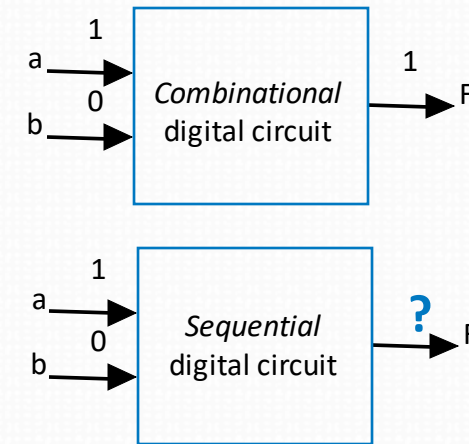 1
a
0
b
Combinational
digital circuit
1
F
1
a
0
b
Sequential
digital circuit
?
F